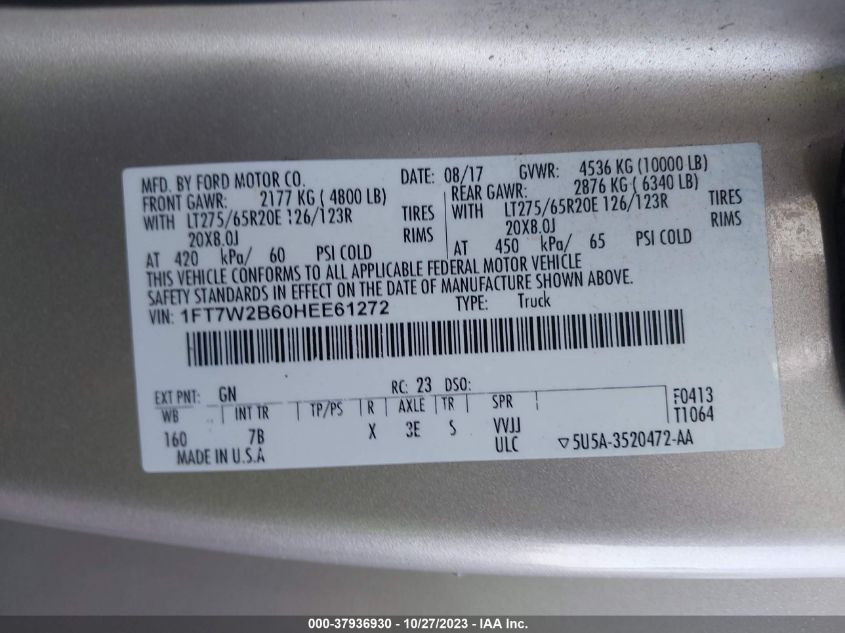 MFD. BY FORD MOTOR CO.
DATE: 08/17 GVWR: 4536 KG (10000 LB)
FRONT GAWR: 2177 KG ( 4800 LB) REAR GAWR: 2876 KG ( 6340 LB)
WITH LT275/65R20E 126/123R TIRES WITH LT275/65R20E 126/123R TIRES
20X8.0J RIMS 20X8.0J RIMS
AT 420 kPa/ 60 PSI COLD AT 450 kPa/ 65 PSI COLD
THIS VEHICLE CONFORMS TO ALL APPLICABLE FEDERAL MOTOR VEHICLE
SAFETY STANDARDS IN EFFECT ON THE DATE OF MANUFACTURE SHOWN ABOVE.
VIN: 1FT7W2B60HEE61272 TYPE: Truck
EXT PNT: GN RC: 23 DSO: F0413
WB INT TR TP/PS R AXLE TR SPR T1064
160 7B X 3E S VVJJ
ULC ▽5U5A-3520472-AA
MADE IN U.S.A
000-37936930 / 10/27/2023 - IAA Inc.